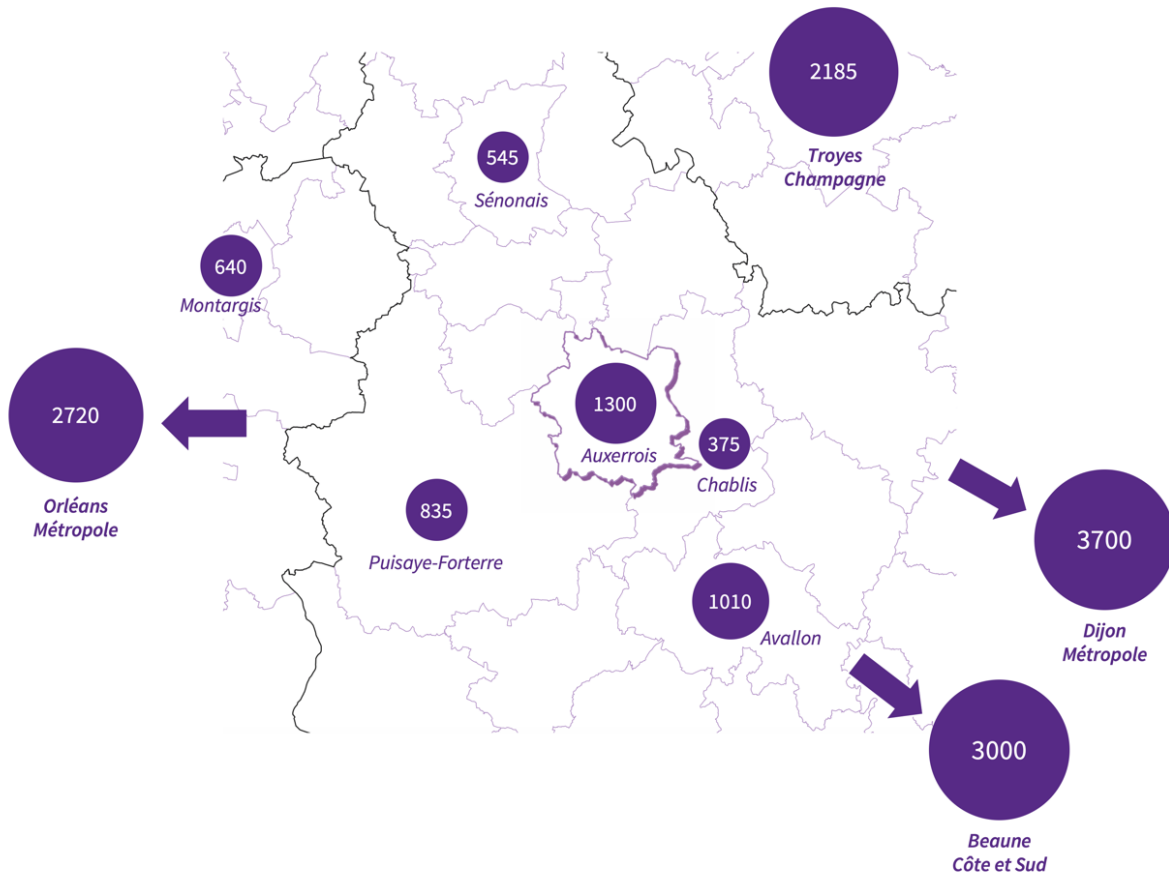 2185
Troyes
Champagne
545
Sénonais
640
Montargis
2720
Orléans
Métropole
1300
Auxerrois
375
Chablis
835
Puisaye-Forterre
3700
Dijon
Métropole
1010
Avallon
3000
Beaune
Côte et Sud